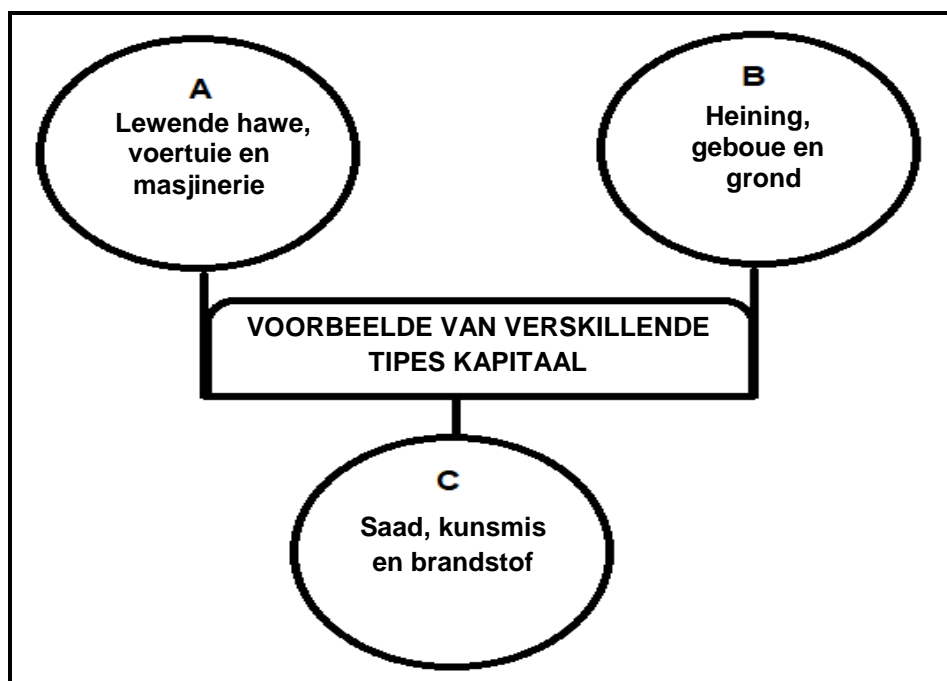 A
Lewende hawe,
voertuie en
masjinerie
B
Heining,
geboue en
grond
VOORBEELDE VAN VERSKILLENDE
TIPES KAPITAAL
C
Saad, kunsmis
en brandstof